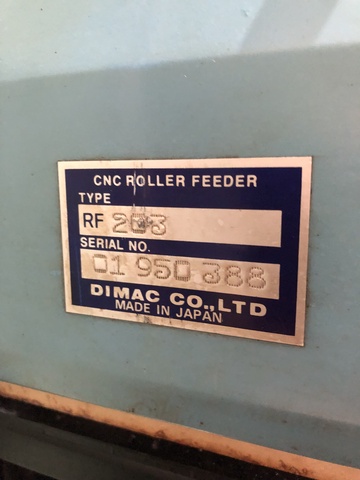 CNC ROLLER FEEDER
TYPE
RF 203
SERIAL NO.
01 950 388
DIMAC CO.,LTD
MADE IN JAPAN